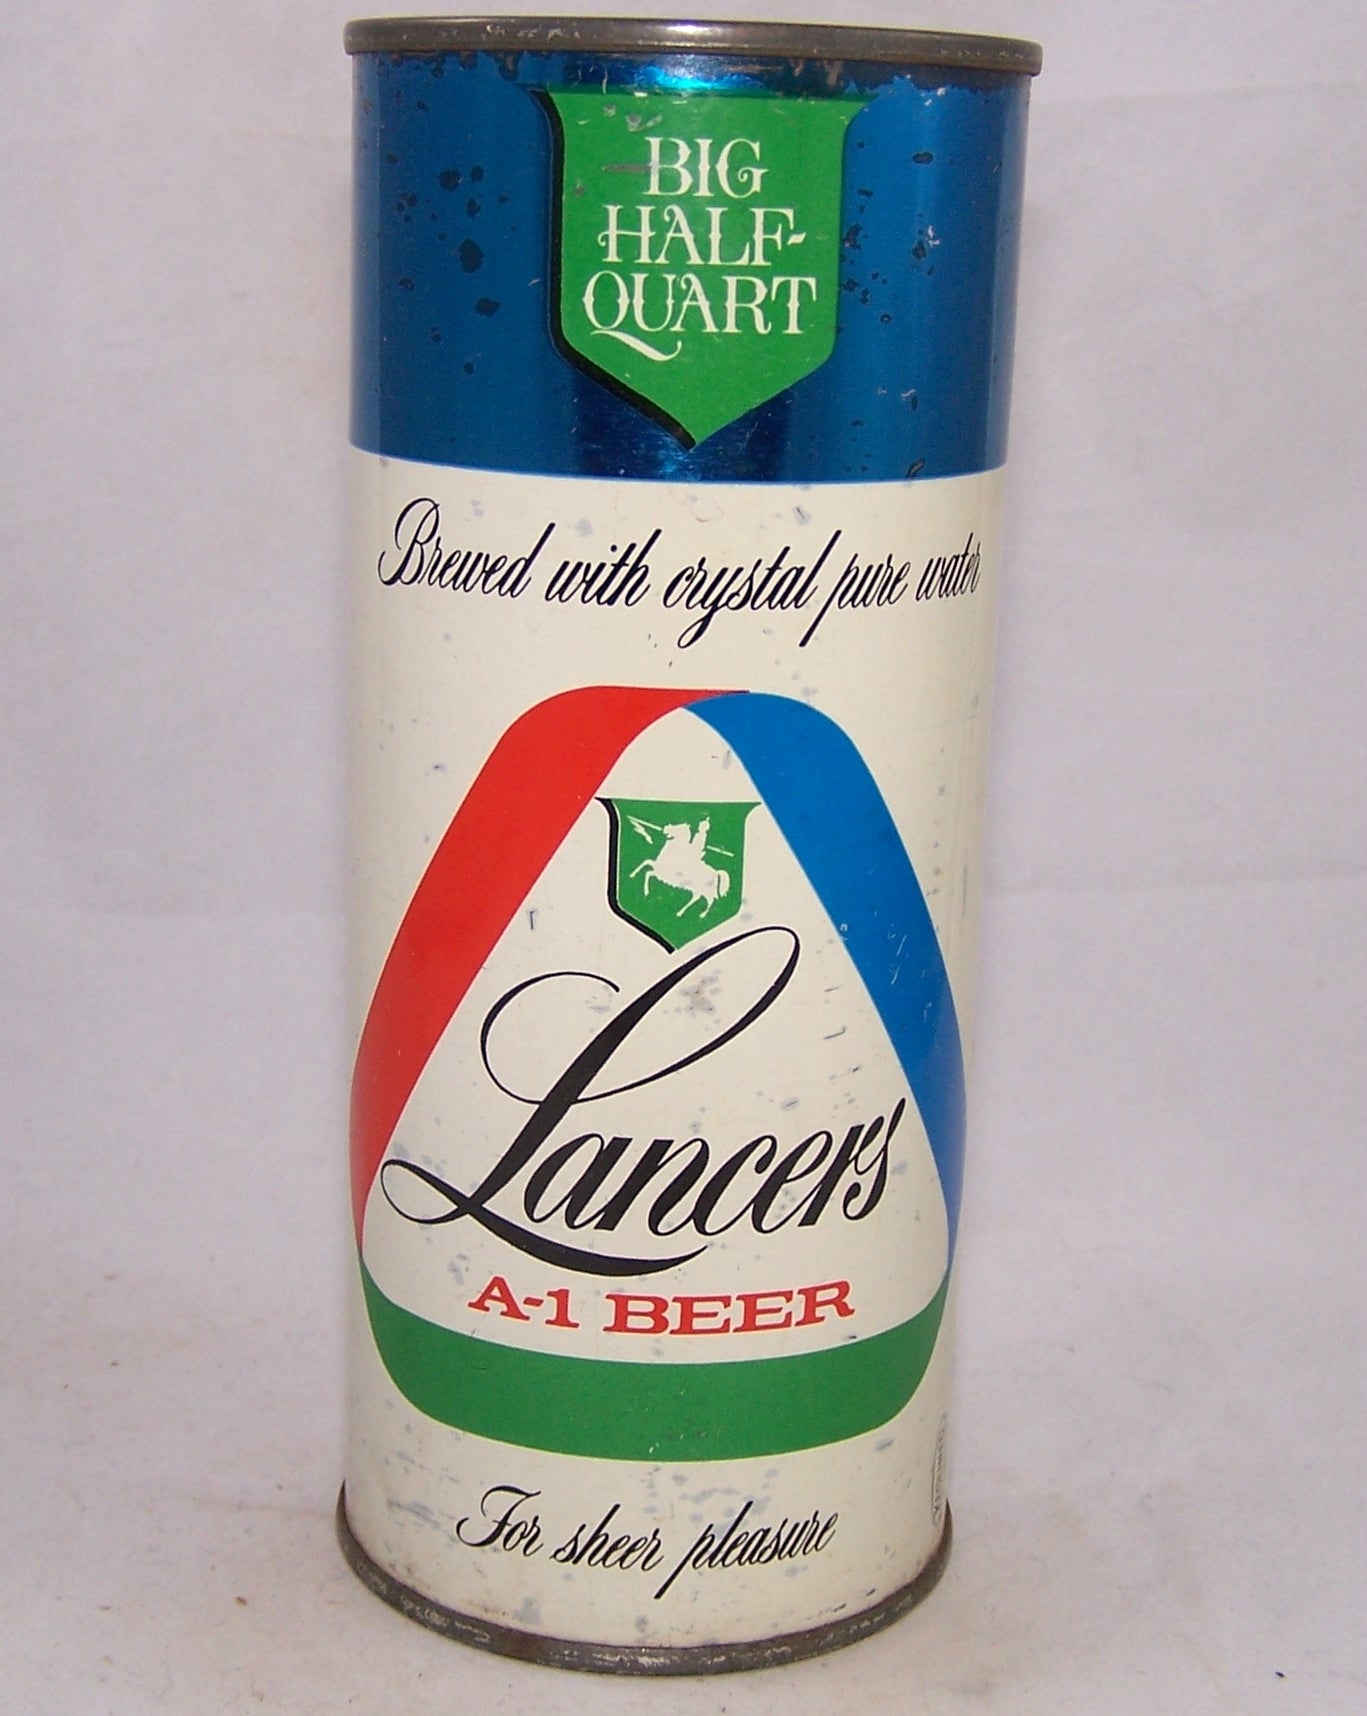 BIG
HALF-
QUART
Brewed with crystal pure water
Lancers
A-1 BEER
For sheer pleasure